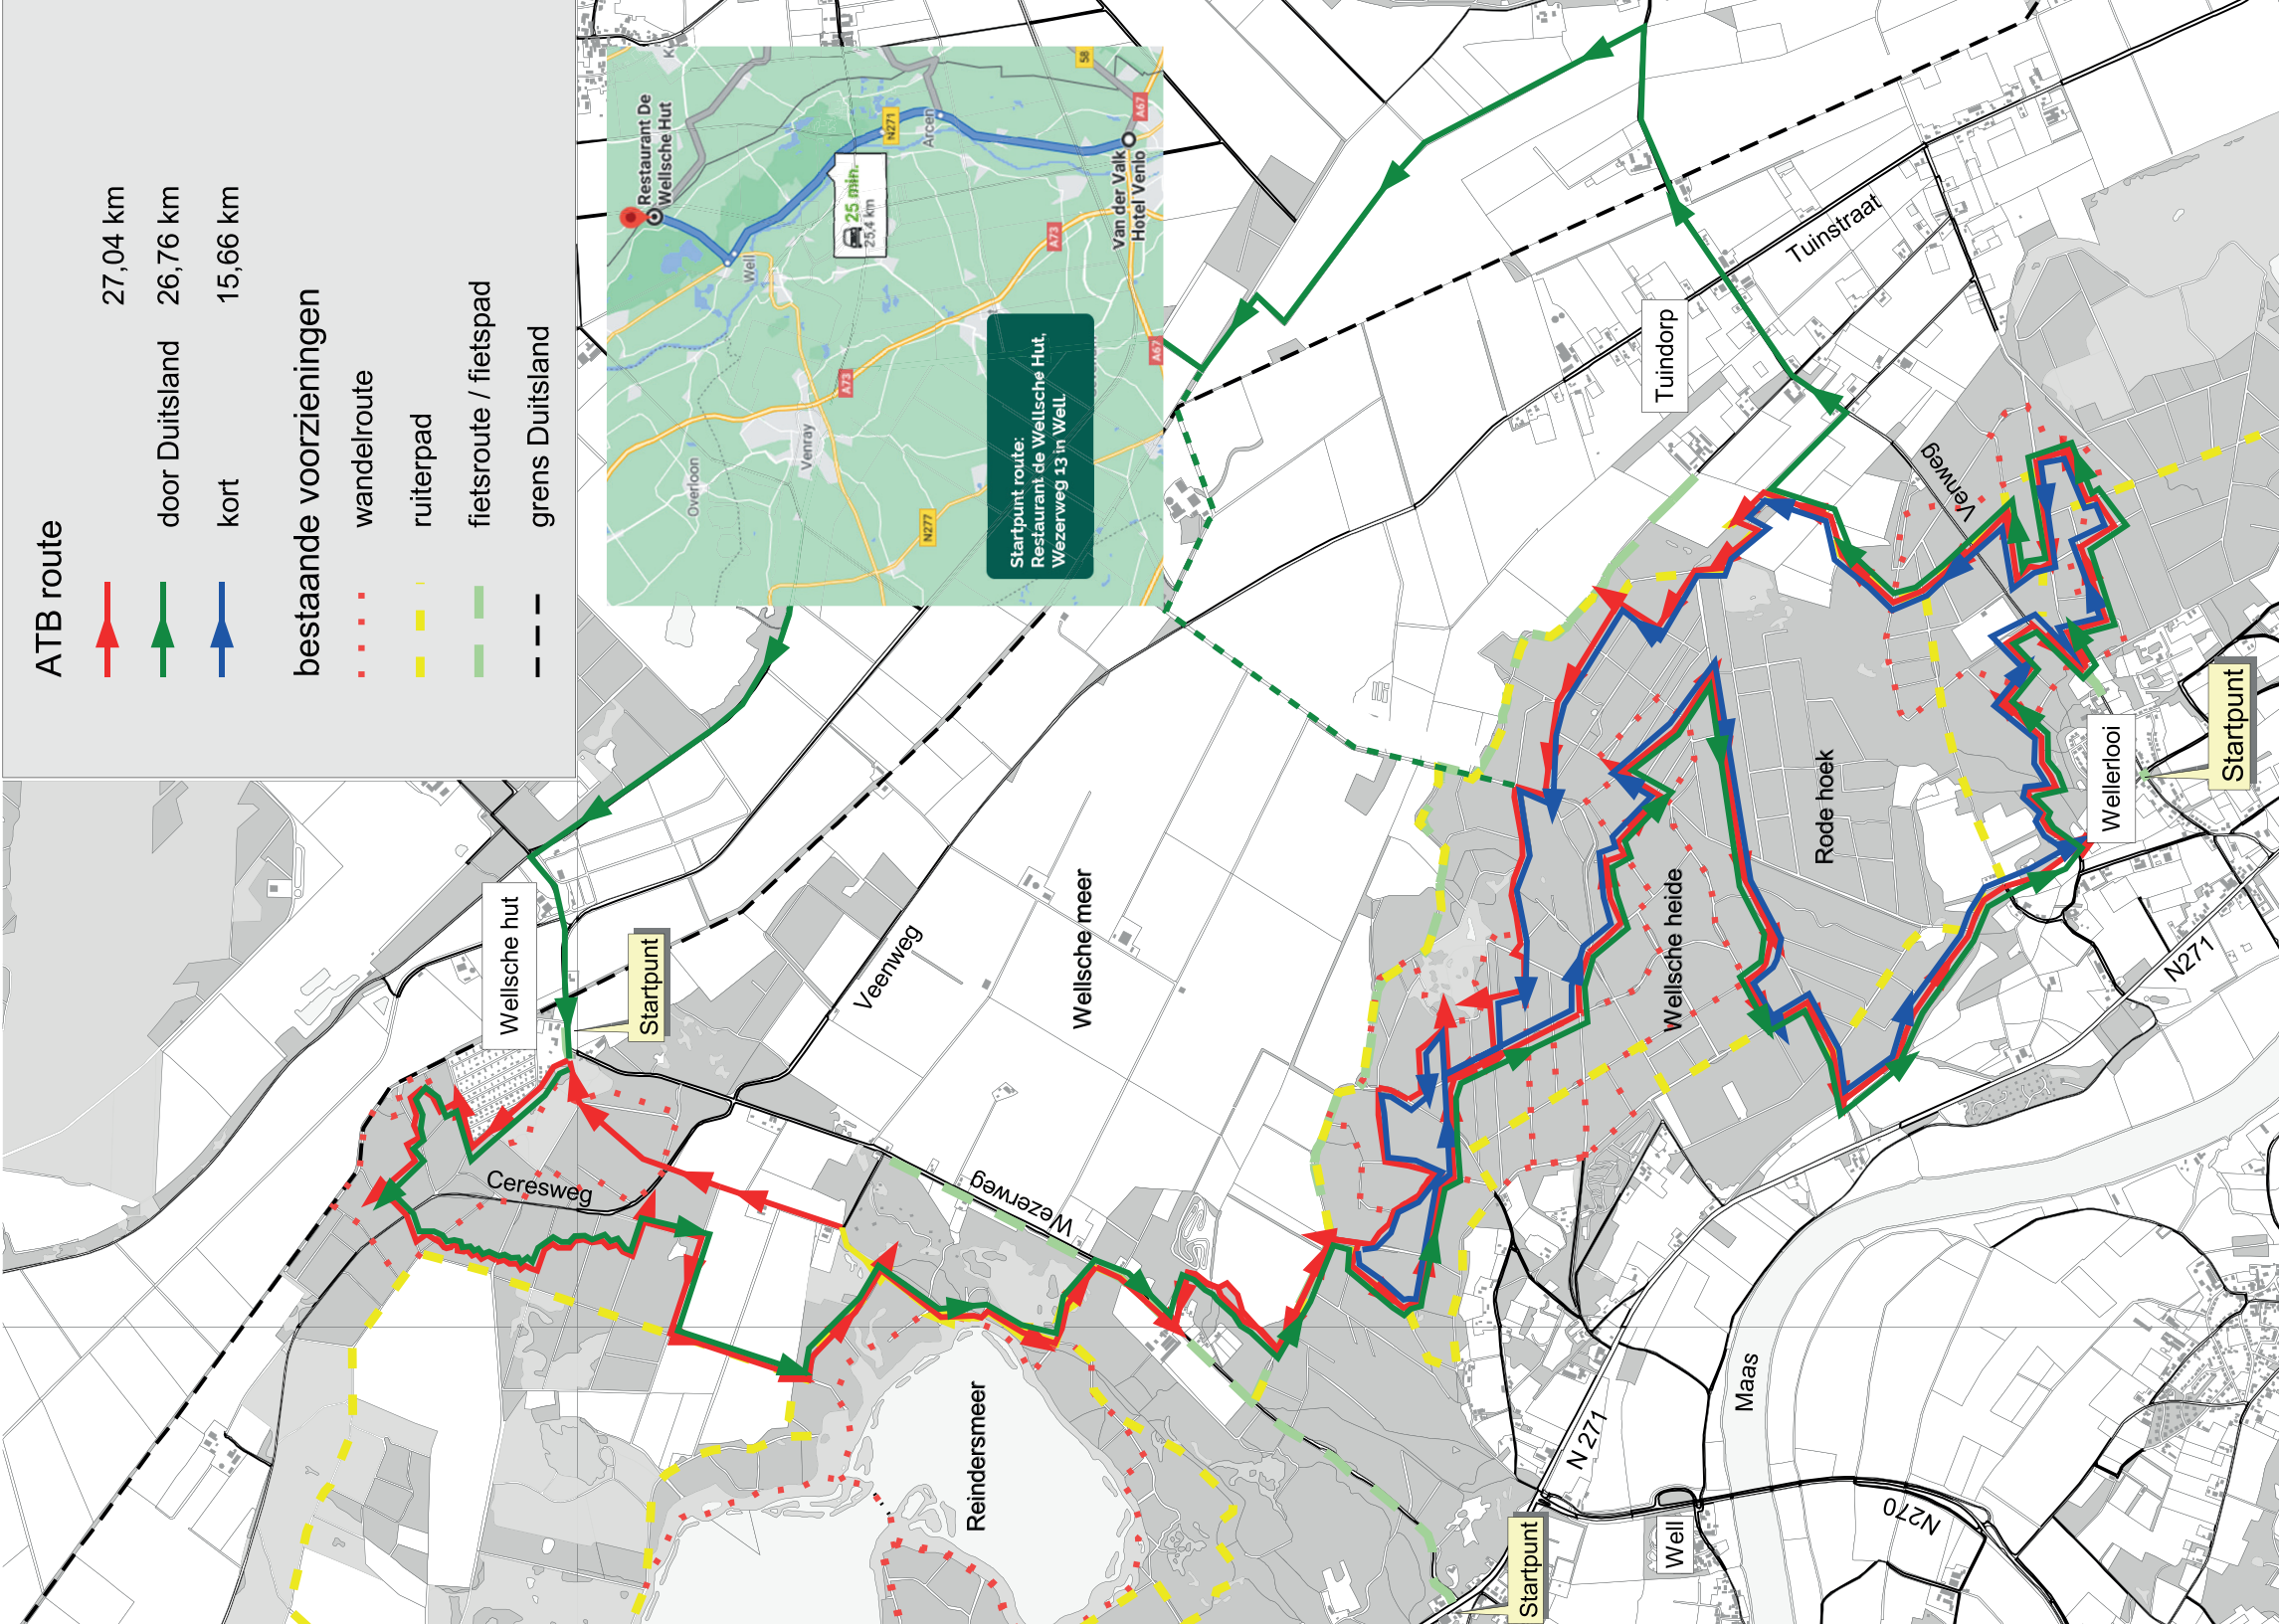 ATB route
27,04 km
door Duitsland 26,76 km
kort 15,66 km
bestaande voorzieningen
wandelroute
ruiterpad
fietsroute / fietspad
grens Duitsland
Restaurant De
Wellsche Hut
N271
Arcen
58
A67
25 min.
25,4 km
Well
Van der Valk
Hotel Venlo
A73
A73
A67
Overloon
Venray
N277
Startpunt route:
Restaurant de Wellsche Hut,
Wezerweg 13 in Well.
Tuinstraat
Tuindorp
Venweg
Wellsche hut
Startpunt
Veenweg
Wellsche meer
Ceresweg
Wezerweg
Wellsche heide
Rode hoek
Wellerlooi
Startpunt
N271
Reindersmeer
Maas
N 271
Well
N270
Startpunt